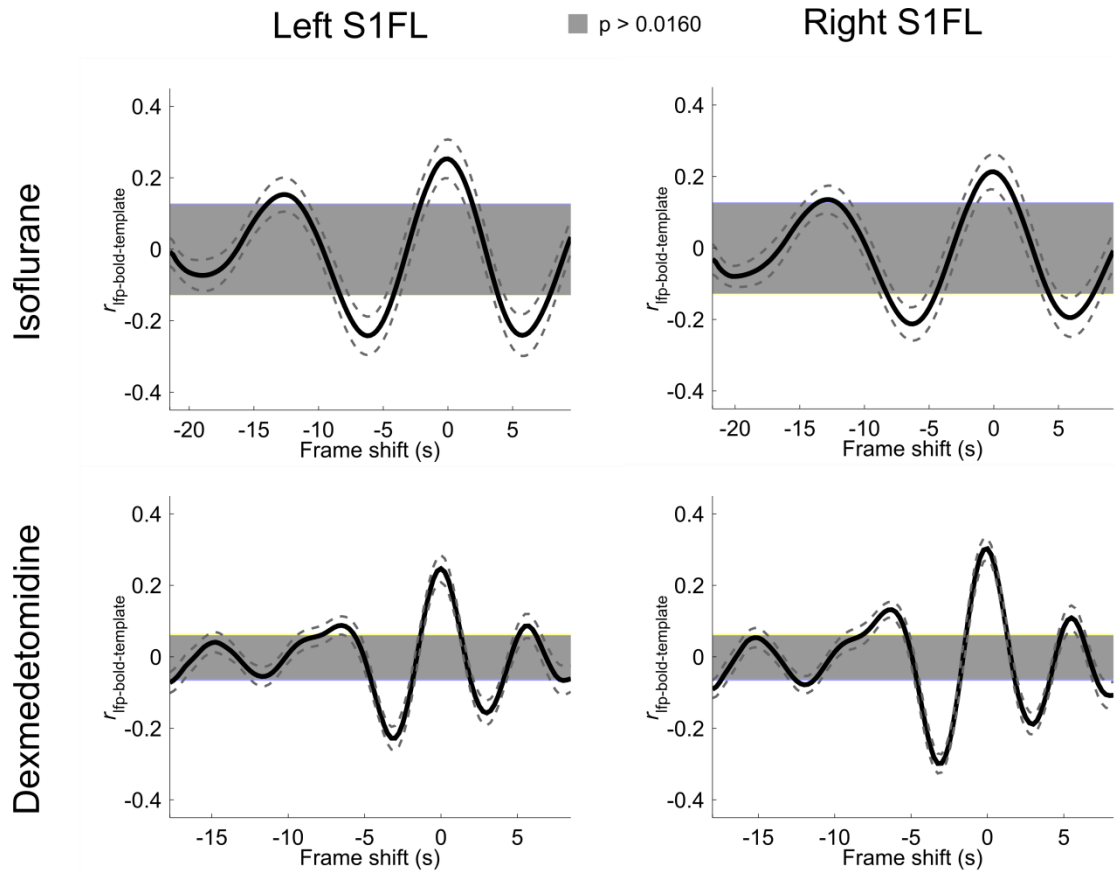 Left S1FL
p > 0.0160
Right S1FL
Isoflurane
r lfp-bold-template
0.4
0.2
0
-0.2
-0.4
-20 -15 -10 -5 0 5
Frame shift (s)
r lfp-bold-template
0.4
0.2
0
-0.2
-0.4
-20 -15 -10 -5 0 5
Frame shift (s)
Dexmedetomidine
r lfp-bold-template
0.4
0.2
0
-0.2
-0.4
-15 -10 -5 0 5
Frame shift (s)
r lfp-bold-template
0.4
0.2
0
-0.2
-0.4
-15 -10 -5 0 5
Frame shift (s)